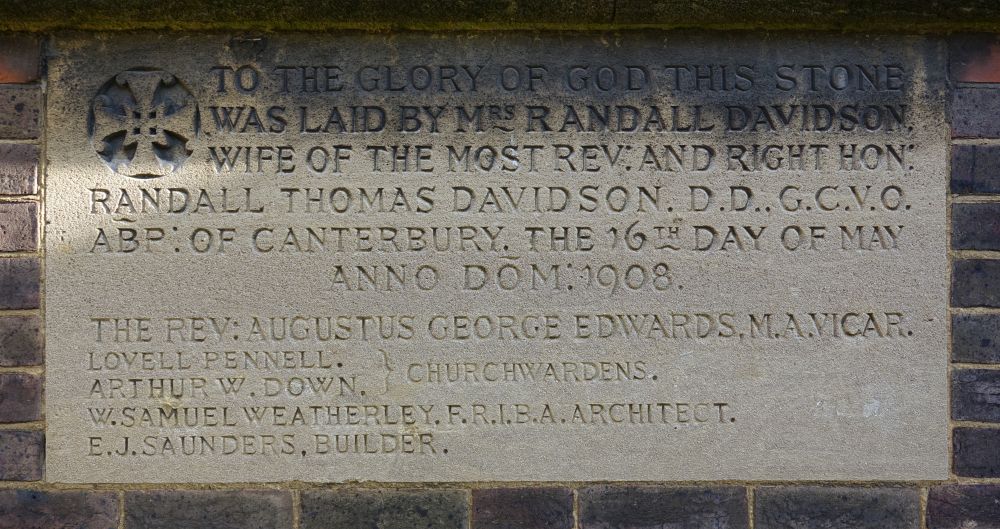 TO THE GLORY OF GOD THIS STONE
WAS LAID BY MRS RANDALL DAVIDSON,
WIFE OF THE MOST REV: AND RIGHT HON:
RANDALL THOMAS DAVIDSON. D.D., G.C.V.O.
AB̄P: OF CANTERBURY. THE 16TH DAY OF MAY
ANNO DŌM: 1908.
THE REV: AUGUSTUS GEORGE EDWARDS, M.A. VICAR.
LOVELL PENNELL.
ARTHUR W. DOWN. } CHURCHWARDENS.
W. SAMUEL WEATHERLEY. F.R.I.B.A. ARCHITECT.
E.J. SAUNDERS, BUILDER.